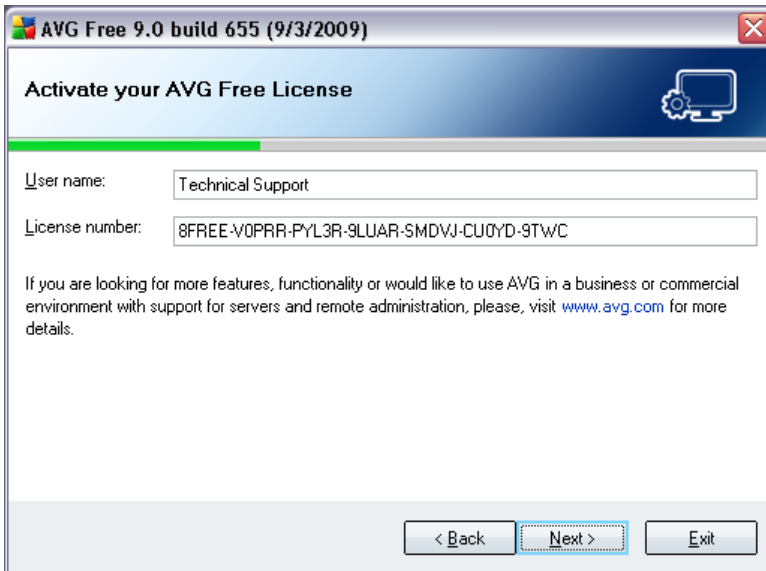 AVG Free 9.0 build 655 (9/3/2009)
Activate your AVG Free License
User name: Technical Support
License number: 8FREE-V0PRR-PYL3R-9LUAR-SMDVJ-CU0YD-9TWC
If you are looking for more features, functionality or would like to use AVG in a business or commercial
environment with support for servers and remote administration, please, visit www.avg.com for more
details.
< Back Next > Exit